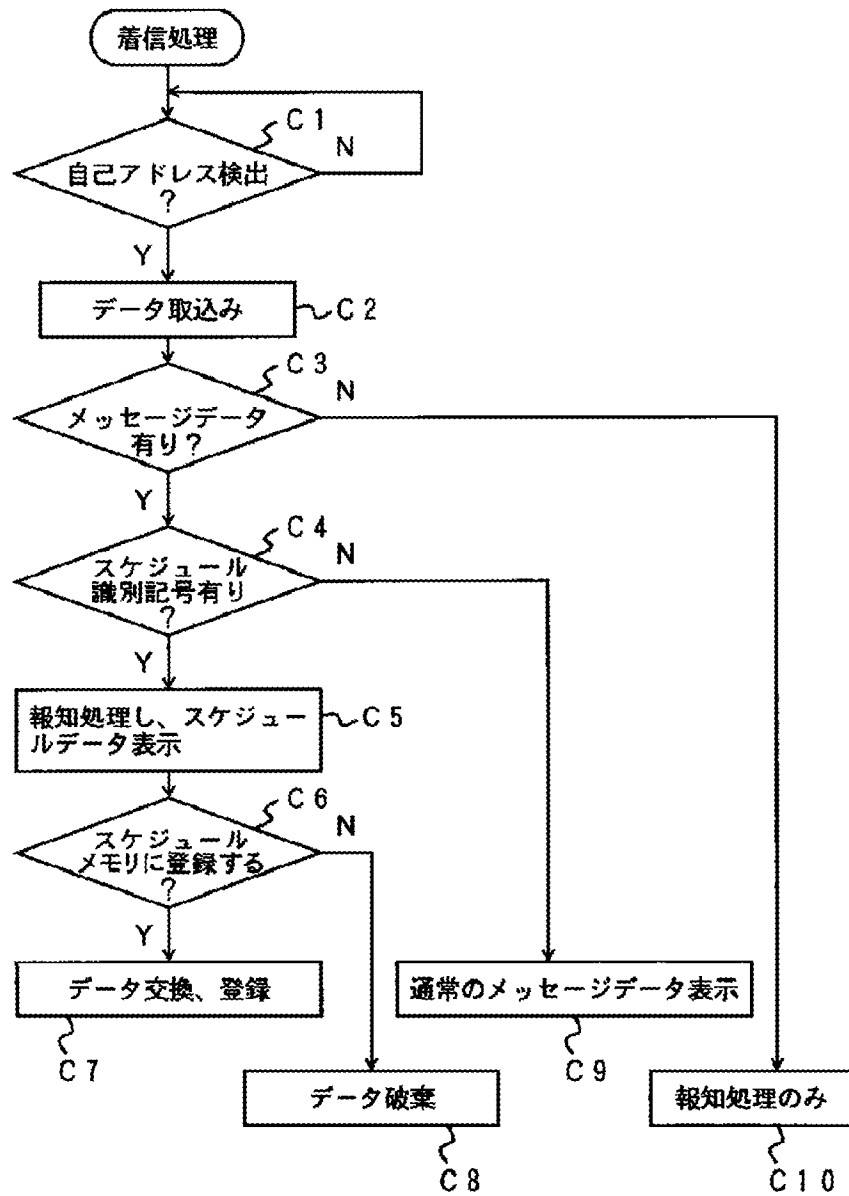 着信処理
C1
N
自己アドレス検出
?
Y
データ取込み
C2
C3
N
メッセージデータ
有り?
Y
C4
N
スケジュール
識別記号有り
?
Y
報知処理し、スケジュー
ルデータ表示
C5
C6
N
スケジュール
メモリに登録する
?
Y
データ交換、登録
通常のメッセージデータ表示
C7
C9
データ破棄
報知処理のみ
C8
C10